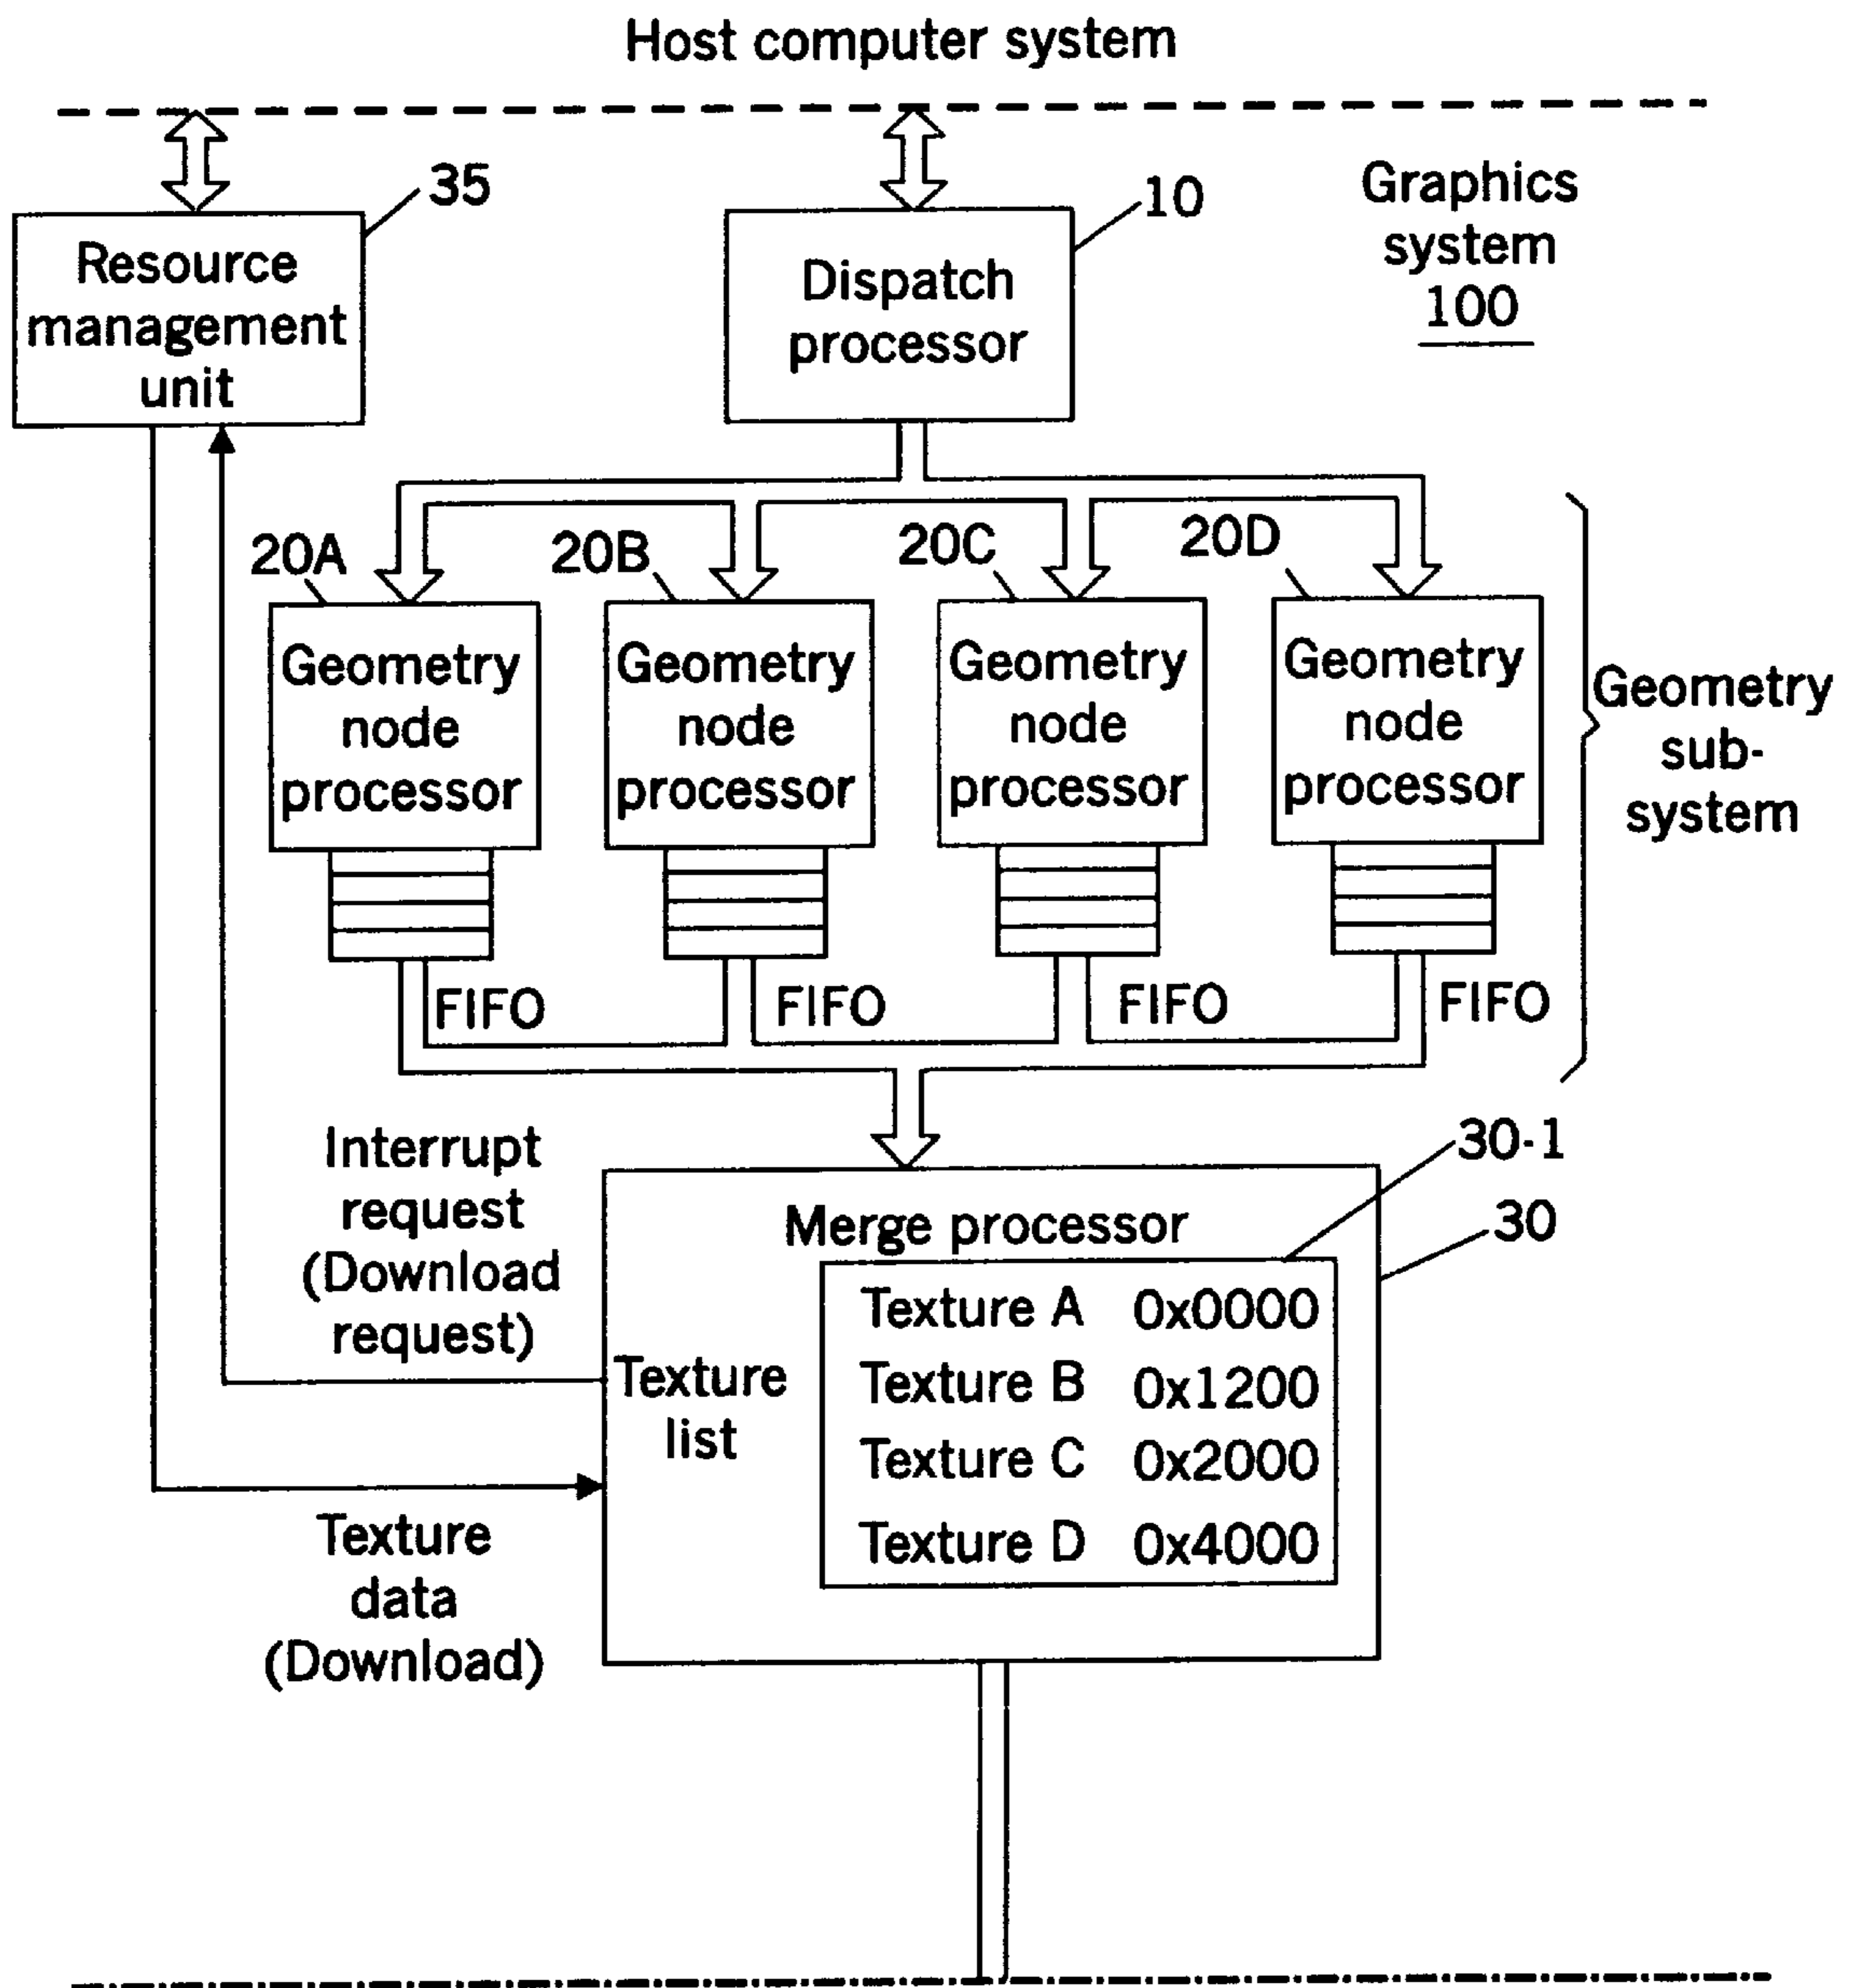 Host computer system
35
10
Graphics
system
100
Resource
management
unit
Dispatch
processor
20A
20B
20C
20D
Geometry
node
processor
Geometry
node
processor
Geometry
node
processor
Geometry
node
processor
Geometry
sub-
system
FIFO
FIFO
FIFO
FIFO
Interrupt
request
(Download
request)
30-1
30
Merge processor
Texture
list
Texture A 0x0000
Texture B 0x1200
Texture C 0x2000
Texture D 0x4000
Texture
data
(Download)